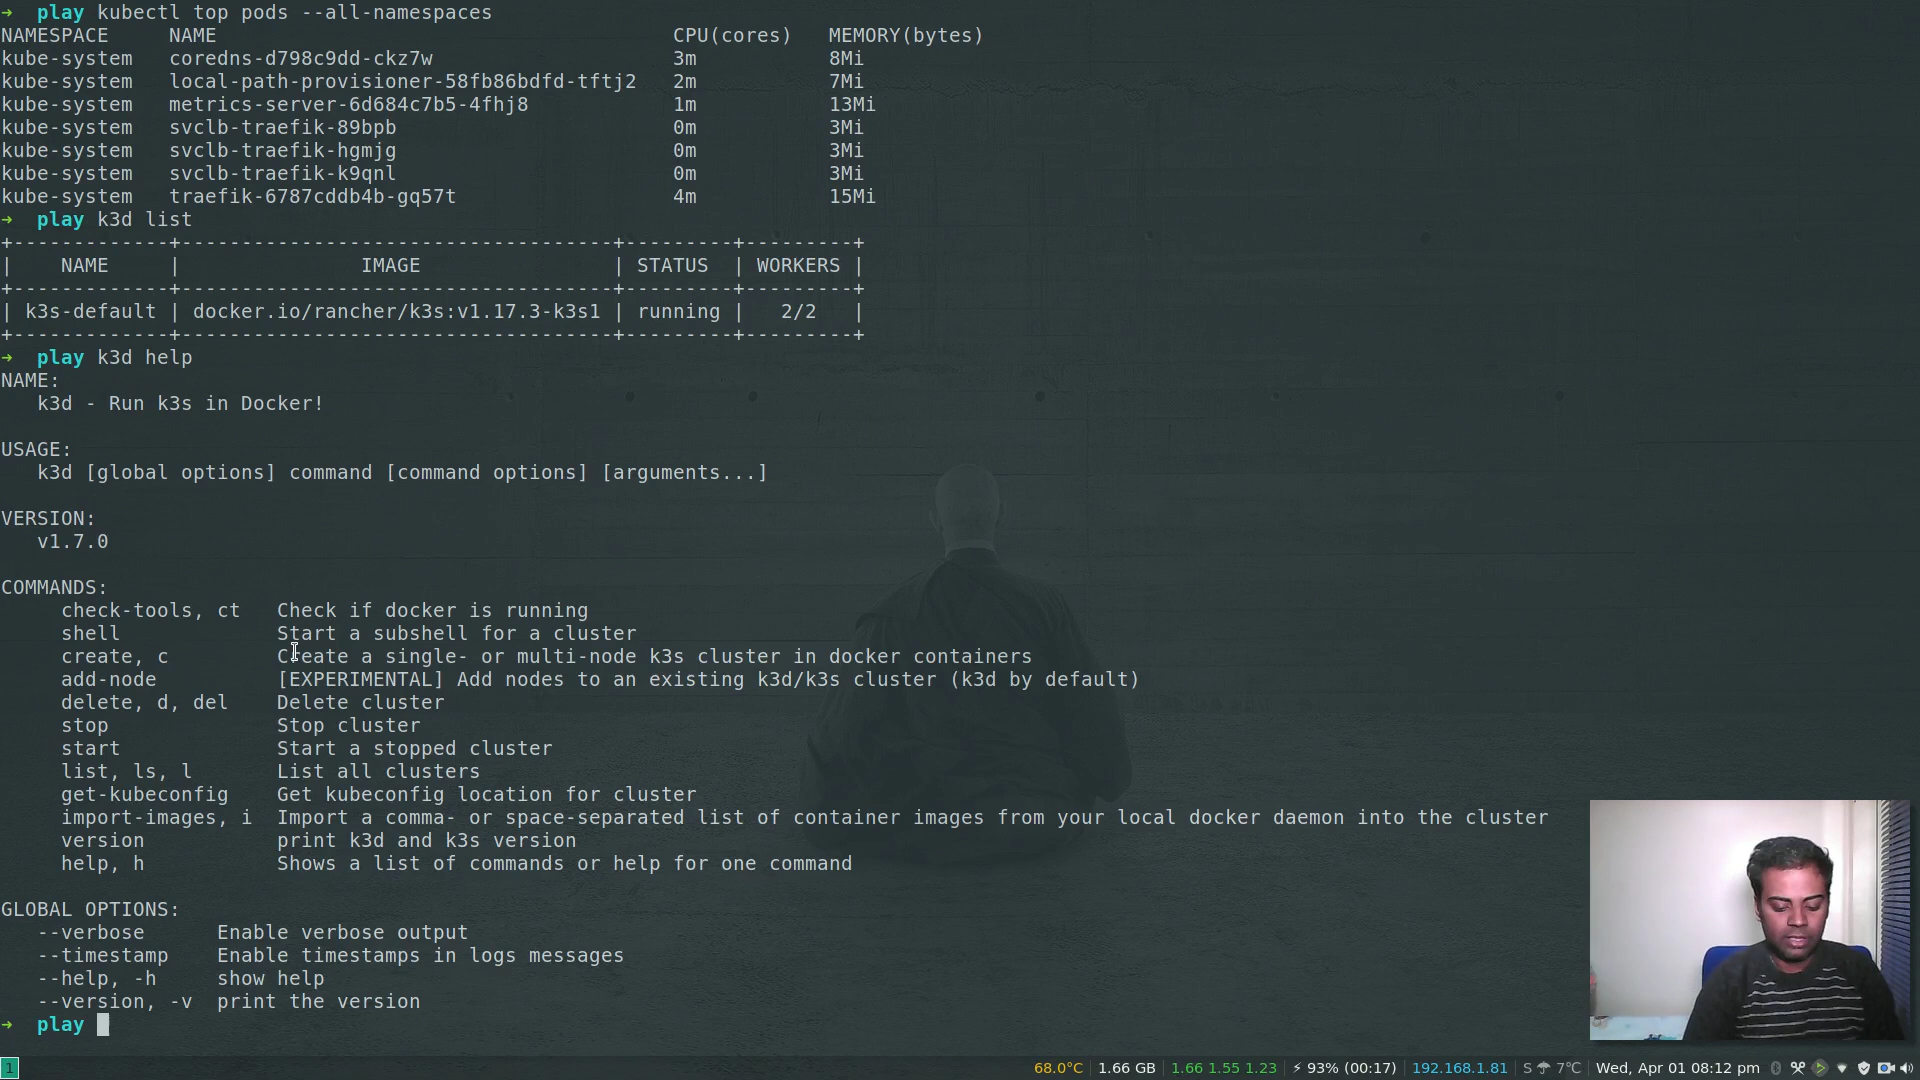 →  play kubectl top pods --all-namespaces
NAMESPACE     NAME                                      CPU(cores)   MEMORY(bytes)
kube-system   coredns-d798c9dd-ckz7w                    3m           8Mi
kube-system   local-path-provisioner-58fb86bdfd-tftj2   2m           7Mi
kube-system   metrics-server-6d684c7b5-4fhj8            1m           13Mi
kube-system   svclb-traefik-89bpb                       0m           3Mi
kube-system   svclb-traefik-hgmjg                       0m           3Mi
kube-system   svclb-traefik-k9qnl                       0m           3Mi
kube-system   traefik-6787cddb4b-gq57t                  4m           15Mi
→  play k3d list
+-------------+------------------------------------+---------+---------+
|    NAME     |               IMAGE                | STATUS  | WORKERS |
+-------------+------------------------------------+---------+---------+
| k3s-default | docker.io/rancher/k3s:v1.17.3-k3s1 | running |   2/2   |
+-------------+------------------------------------+---------+---------+
→  play k3d help
NAME:
   k3d - Run k3s in Docker!
USAGE:
   k3d [global options] command [command options] [arguments...]
VERSION:
   v1.7.0
COMMANDS:
     check-tools, ct   Check if docker is running
     shell             Start a subshell for a cluster
     create, c         Create a single- or multi-node k3s cluster in docker containers
     add-node          [EXPERIMENTAL] Add nodes to an existing k3d/k3s cluster (k3d by default)
     delete, d, del    Delete cluster
     stop              Stop cluster
     start             Start a stopped cluster
     list, ls, l       List all clusters
     get-kubeconfig    Get kubeconfig location for cluster
     import-images, i  Import a comma- or space-separated list of container images from your local docker daemon into the cluster
     version           print k3d and k3s version
     help, h           Shows a list of commands or help for one command
GLOBAL OPTIONS:
   --verbose      Enable verbose output
   --timestamp    Enable timestamps in logs messages
   --help, -h     show help
   --version, -v  print the version
→  play
1 68.0°C | 1.66 GB | 1.66 1.55 1.23 | ⚡ 93% (00:17) | 192.168.1.81 | S ☂ 7°C | Wed, Apr 01 08:12 pm